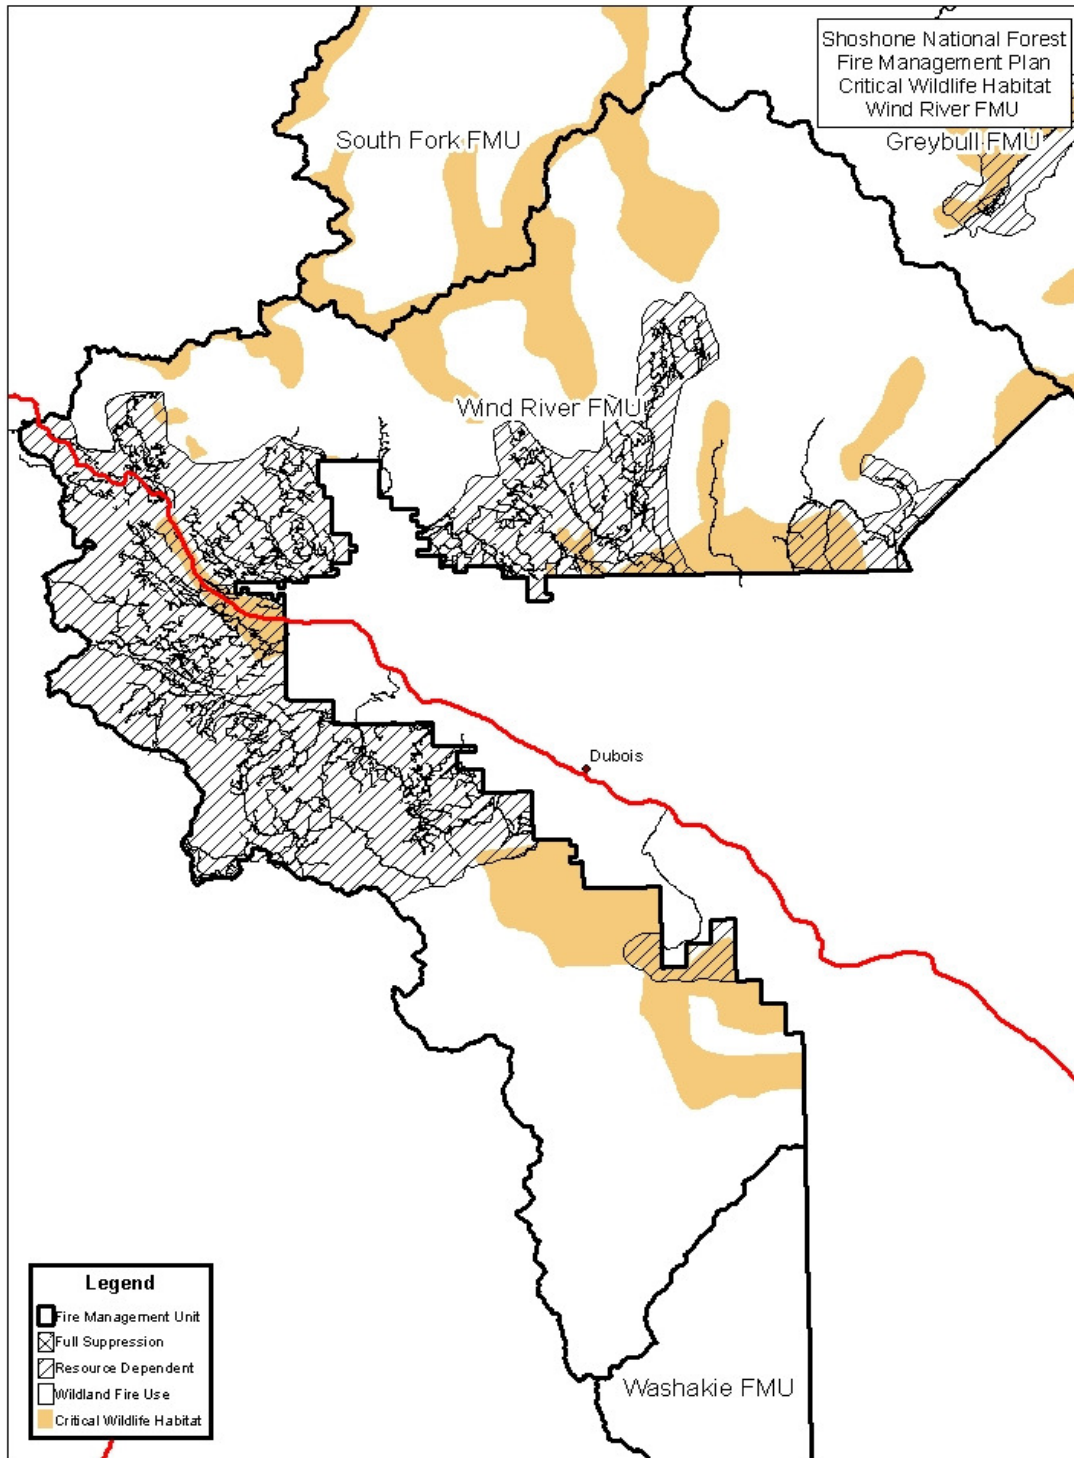 Shoshone National Forest
Fire Management Plan
Critical Wildlife Habitat
Wind River FMU
South Fork FMU
Greybull FMU
Wind River FMU
Dubois
Washakie FMU
Legend
Fire Management Unit
Full Suppression
Resource Dependent
Wildland Fire Use
Critical Wildlife Habitat